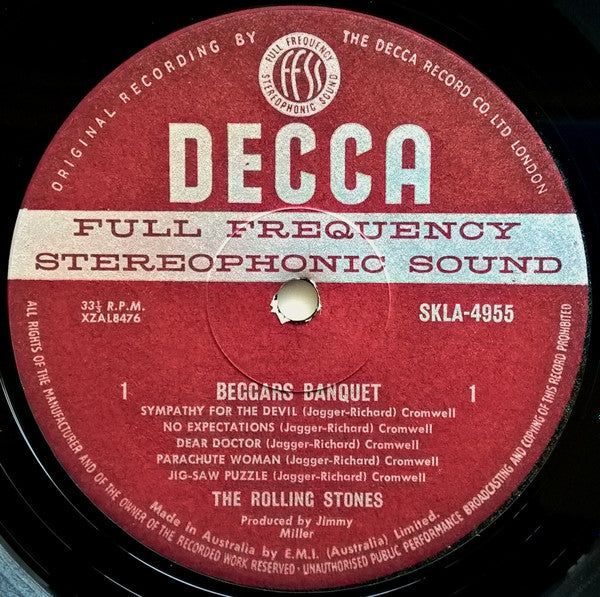 ORIGINAL RECORDING BY THE DECCA RECORD CO. LTD. LONDON
FULL FREQUENCY
FFSS
STEREOPHONIC SOUND
DECCA
FULL FREQUENCY
STEREOPHONIC SOUND
33⅓ R.P.M.
XZAL8476
SKLA-4955
1 BEGGARS BANQUET 1
SYMPATHY FOR THE DEVIL (Jagger-Richard) Cromwell
NO EXPECTATIONS (Jagger-Richard) Cromwell
DEAR DOCTOR (Jagger-Richard) Cromwell
PARACHUTE WOMAN (Jagger-Richard) Cromwell
JIG-SAW PUZZLE (Jagger-Richard) Cromwell
THE ROLLING STONES
Produced by Jimmy
Miller
Made in Australia by E.M.I. (Australia) Limited.
ALL RIGHTS OF THE MANUFACTURER AND OF THE OWNER OF THE RECORDED WORK RESERVED · UNAUTHORISED PUBLIC PERFORMANCE BROADCASTING AND COPYING OF THIS RECORD PROHIBITED